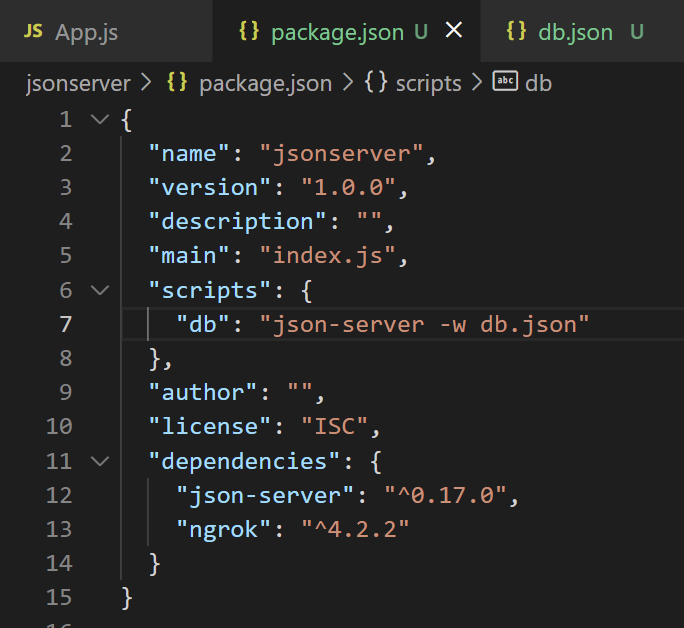 JS App.js {} package.json U × {} db.json U
jsonserver > {} package.json > {} scripts > abc db
1 {
2 "name": "jsonserver",
3 "version": "1.0.0",
4 "description": "",
5 "main": "index.js",
6 "scripts": {
7 "db": "json-server -w db.json"
8 },
9 "author": "",
10 "license": "ISC",
11 "dependencies": {
12 "json-server": "^0.17.0",
13 "ngrok": "^4.2.2"
14 }
15 }